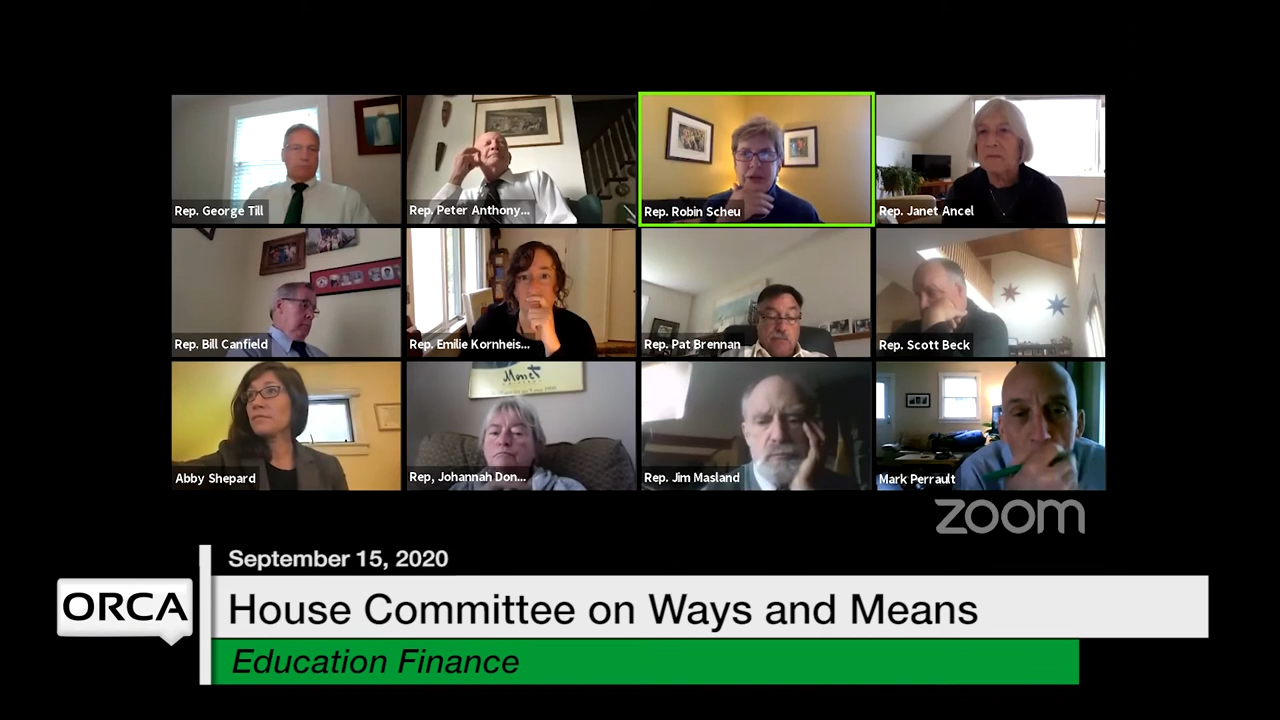 Rep. George Till
Rep. Peter Anthony...
Rep. Robin Scheu
Rep. Janet Ancel
Rep. Bill Canfield
Rep. Emilie Kornheis...
Rep. Pat Brennan
Rep. Scott Beck
Monet
Abby Shepard
Rep, Johannah Don...
Rep. Jim Masland
Mark Perrault
zoom
September 15, 2020
ORCA
House Committee on Ways and Means
Education Finance